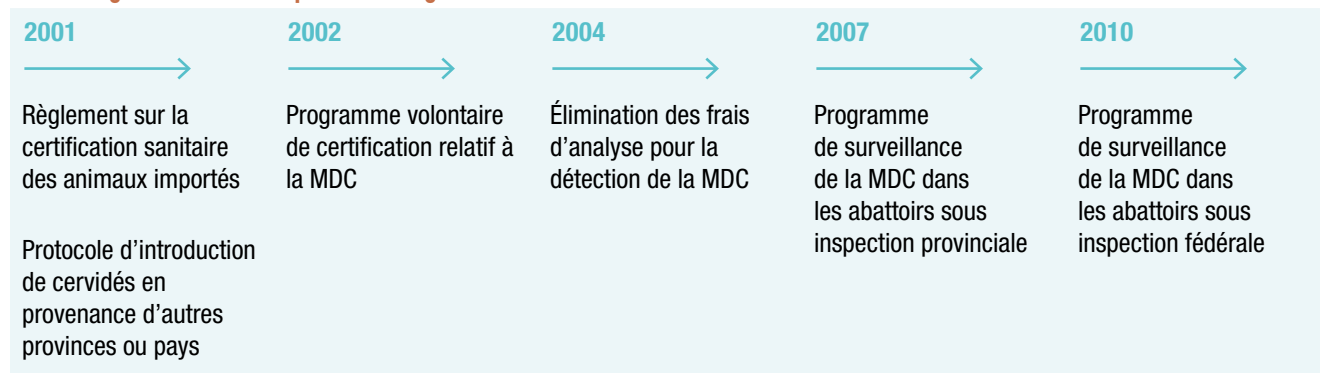 2001
Règlement sur la
certification sanitaire
des animaux importés
Protocole d’introduction
de cervidés en
provenance d’autres
provinces ou pays
2002
Programme volontaire
de certification relatif à
la MDC
2004
Élimination des frais
d’analyse pour la
détection de la MDC
2007
Programme
de surveillance
de la MDC dans
les abattoirs sous
inspection provinciale
2010
Programme
de surveillance
de la MDC dans
les abattoirs sous
inspection fédérale